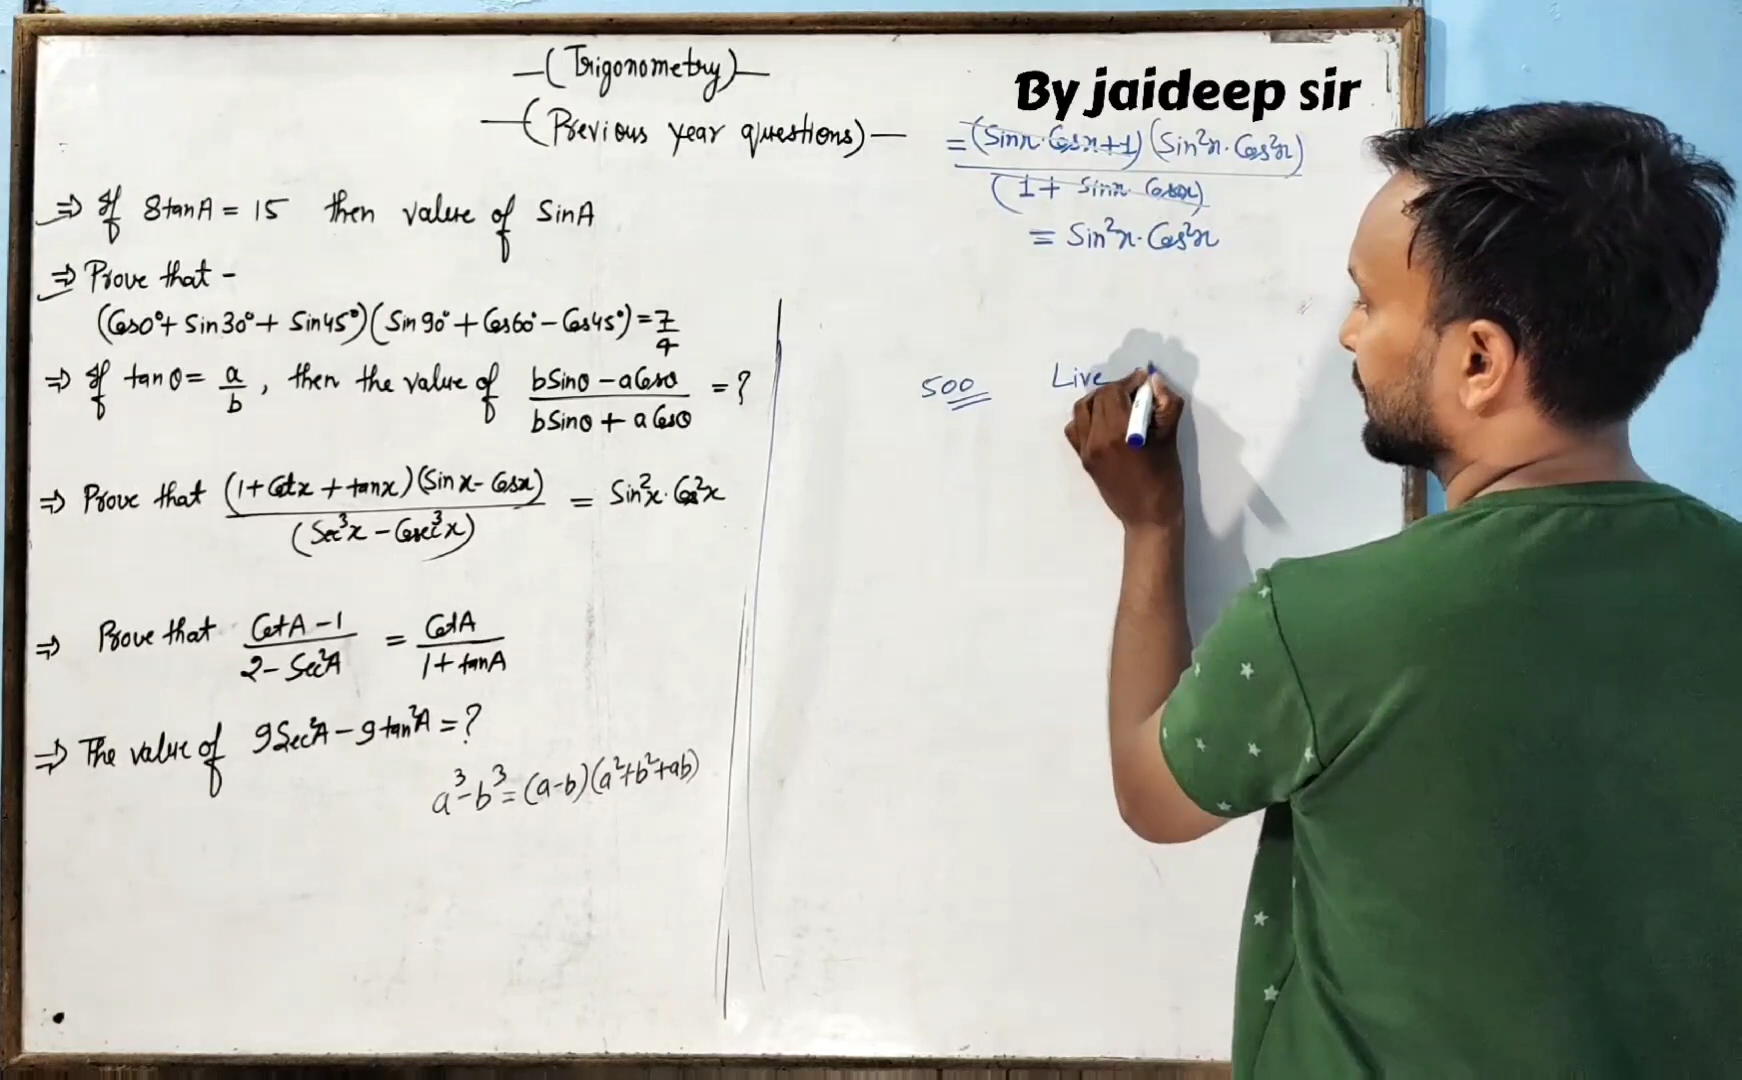 (Trigonometry)
(Previous year questions)
By jaideep sir
= (Sinx·Cosx+1) (Sin²x·Cos²x)
(1 + Sinx Cosx)
= Sin²x·Cos²x
⇒ If 8tanA = 15 then value of SinA
⇒ Prove that -
(Cos0°+ Sin30°+ Sin45°)(Sin90°+Cos60°-Cos45°)=7/4
⇒ If tanθ= a/b, then the value of bSinθ-aCosθ/bSinθ+aCosθ = ?
⇒ Prove that (1+Cotx+tanx)(Sinx-Cosx)/(Sec³x-Cosec³x) = Sin²x·Cos²x
⇒ Prove that CotA-1/2-Sec²A = CotA/1+tanA
⇒ The value of 9Sec²A-9tan²A=?
a³-b³=(a-b)(a²+b²+ab)
500 Live